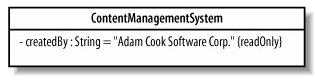 ContentManagementSystem
- createdBy : String = "Adam Cook Software Corp." {readOnly}